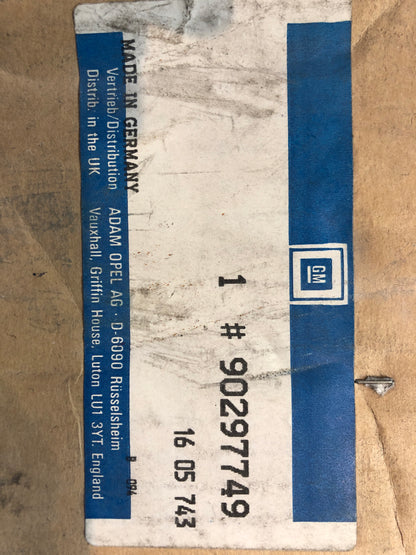 GM
1 # 90297749
16 05 743
B 0P4
MADE IN GERMANY
Vertrieb/Distribution ADAM OPEL AG · D-6090 Rüsselsheim
Distrib. in the UK Vauxhall, Griffin House, Luton LU1 3YT. England